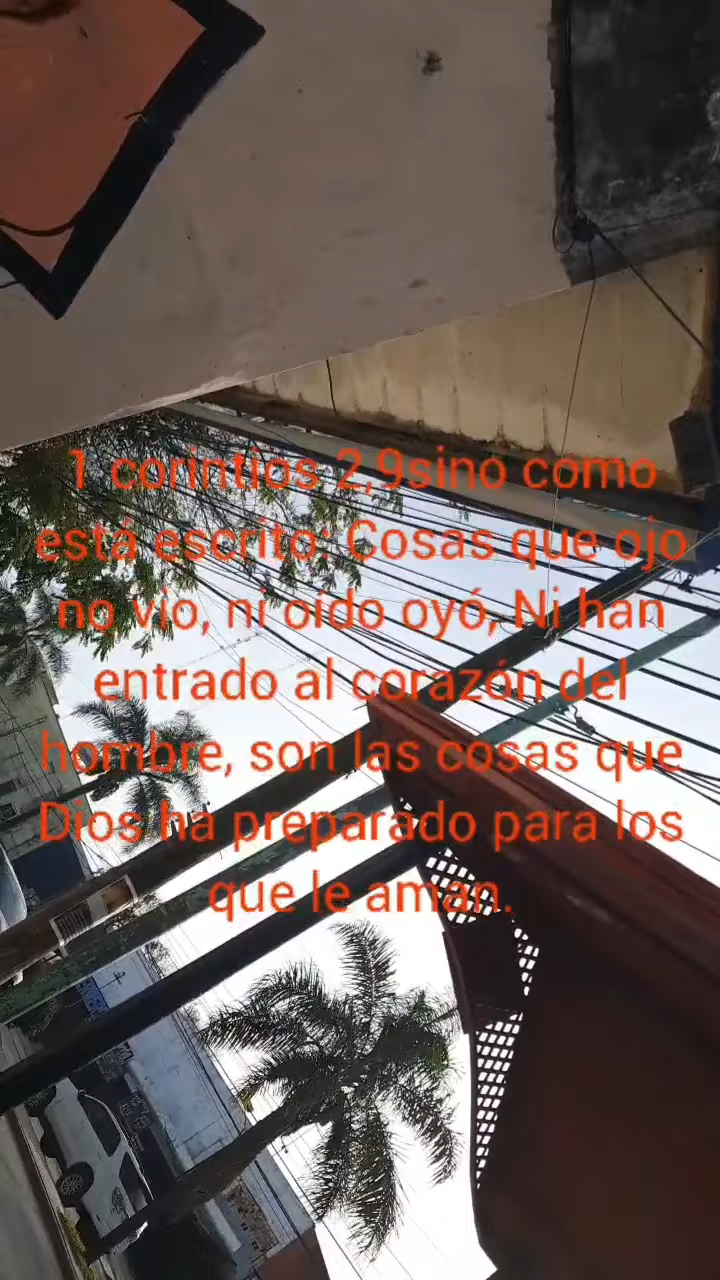 1 corintios 2,9sino como
está escrito: Cosas que ojo
no vio, ni oído oyó, Ni han
entrado al corazón del
hombre, son las cosas que
Dios ha preparado para los
que le aman.